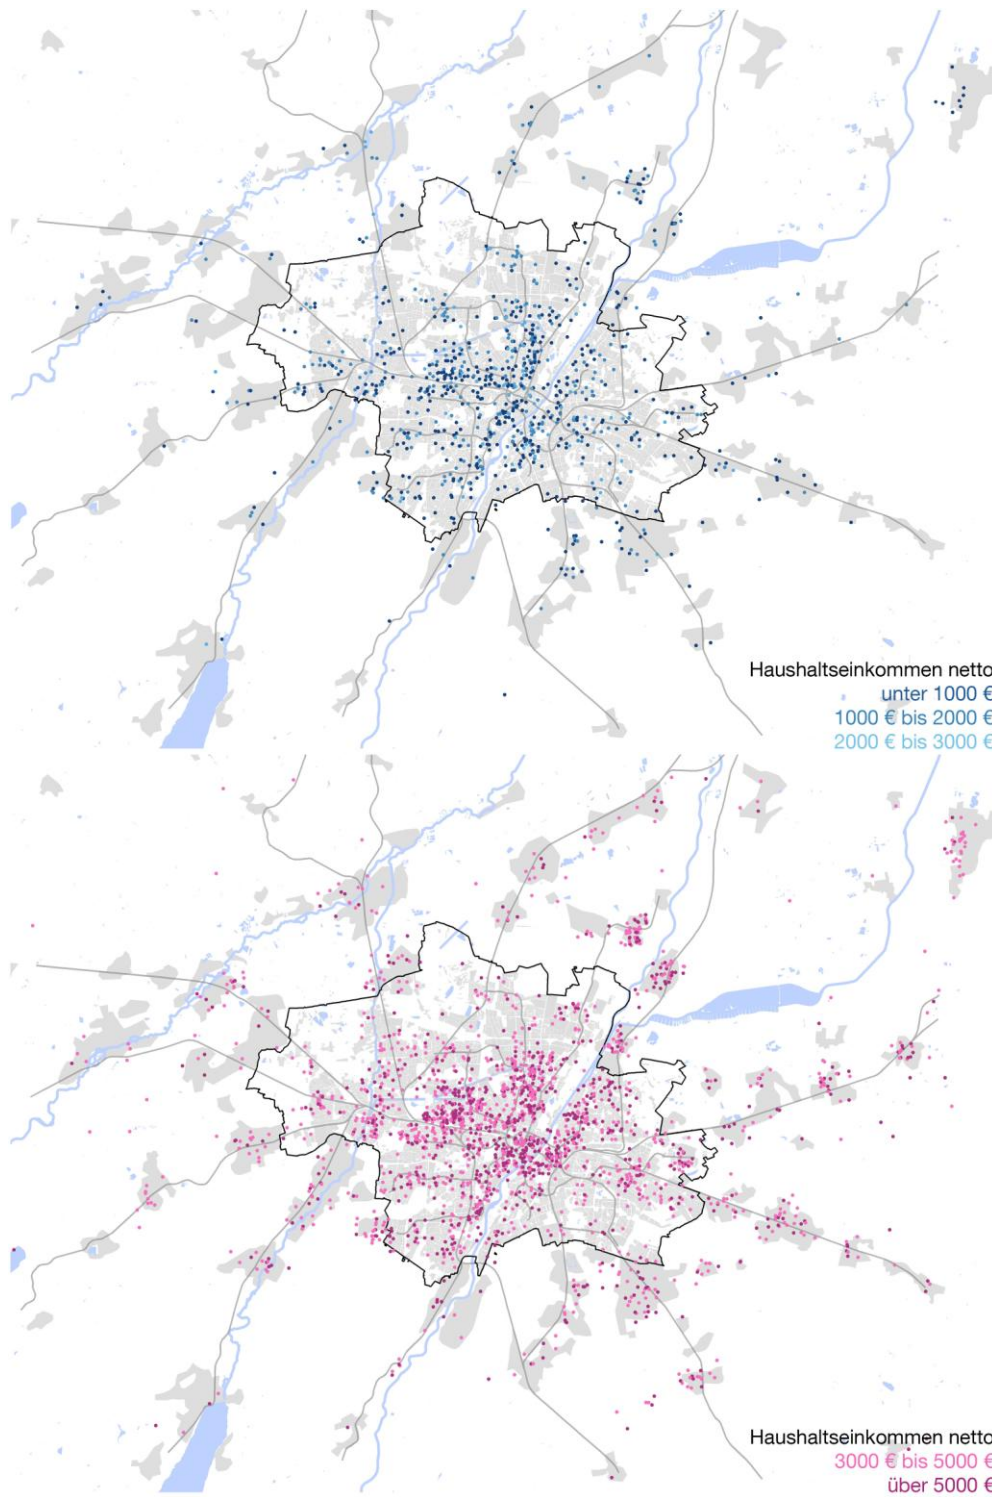 Haushaltseinkommen netto
unter 1000 €
1000 € bis 2000 €
2000 € bis 3000 €
Haushaltseinkommen netto
3000 € bis 5000 €
über 5000 €